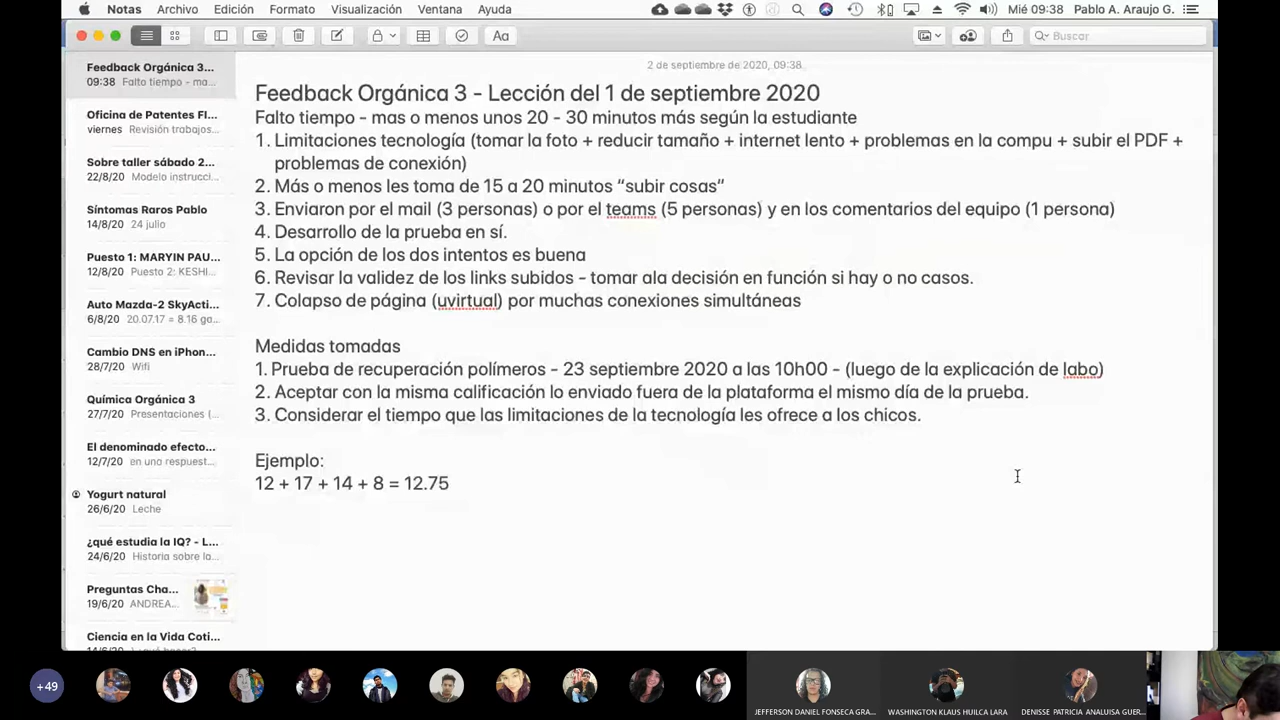 Notas Archivo Edición Formato Visualización Ventana Ayuda Mié 09:38 Pablo A. Araujo G.
Aa Buscar
Feedback Orgánica 3...
09:38 Falto tiempo - ma...
Oficina de Patentes Fl...
viernes Revisión trabajos...
Sobre taller sábado 2...
22/8/20 Modelo instrucci...
Síntomas Raros Pablo
14/8/20 24 julio
Puesto 1: MARYIN PAU...
12/8/20 Puesto 2: KESHI...
Auto Mazda-2 SkyActi...
6/8/20 20.07.17 = 8.16 ga...
Cambio DNS en iPhon...
28/7/20 Wifi
Química Orgánica 3
27/7/20 Presentaciones (...
El denominado efecto...
12/7/20 en una respuest...
Yogurt natural
26/6/20 Leche
¿qué estudia la IQ? - L...
24/6/20 Historia sobre la...
Preguntas Cha...
19/6/20 ANDREA...
Ciencia en la Vida Coti...
2 de septiembre de 2020, 09:38
Feedback Orgánica 3 - Lección del 1 de septiembre 2020
Falto tiempo - mas o menos unos 20 - 30 minutos más según la estudiante
1. Limitaciones tecnología (tomar la foto + reducir tamaño + internet lento + problemas en la compu + subir el PDF +
problemas de conexión)
2. Más o menos les toma de 15 a 20 minutos “subir cosas”
3. Enviaron por el mail (3 personas) o por el teams (5 personas) y en los comentarios del equipo (1 persona)
4. Desarrollo de la prueba en sí.
5. La opción de los dos intentos es buena
6. Revisar la validez de los links subidos - tomar ala decisión en función si hay o no casos.
7. Colapso de página (uvirtual) por muchas conexiones simultáneas
Medidas tomadas
1. Prueba de recuperación polímeros - 23 septiembre 2020 a las 10h00 - (luego de la explicación de labo)
2. Aceptar con la misma calificación lo enviado fuera de la plataforma el mismo día de la prueba.
3. Considerar el tiempo que las limitaciones de la tecnología les ofrece a los chicos.
Ejemplo:
12 + 17 + 14 + 8 = 12.75
+49
JEFFERSON DANIEL FONSECA GRA... WASHINGTON KLAUS HUILCA LARA DENISSE PATRICIA ANALUISA GUER...